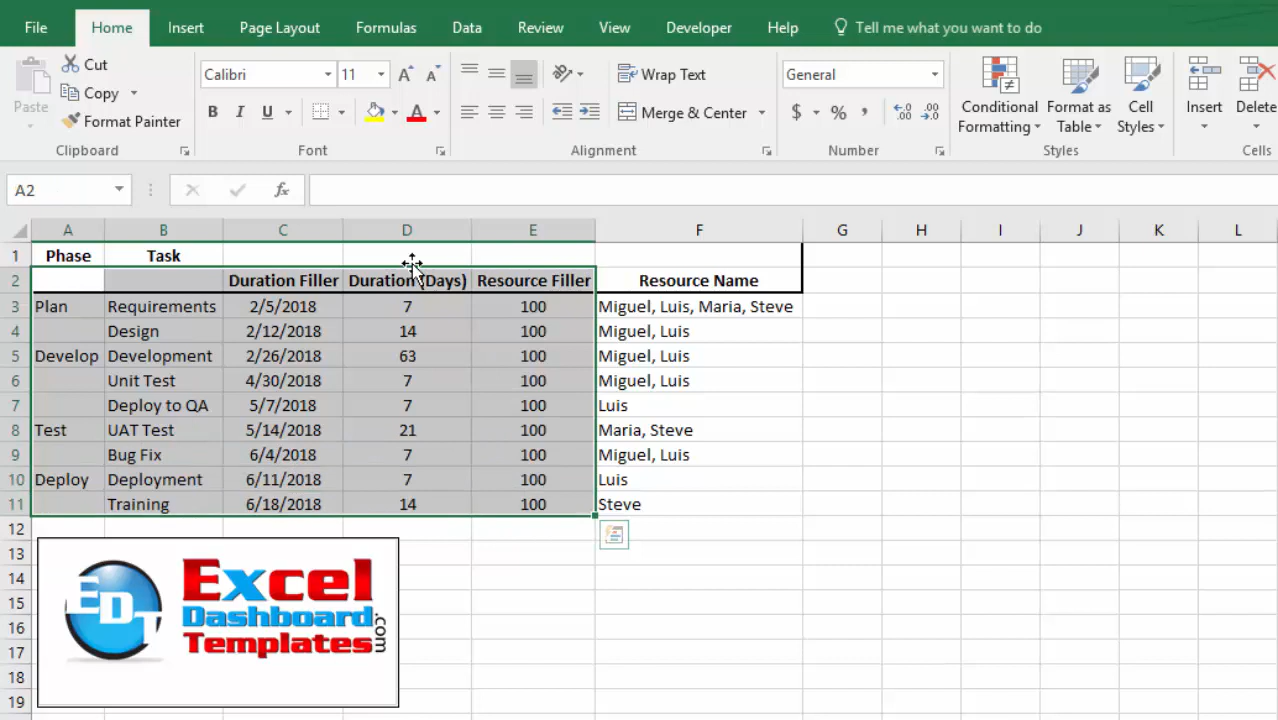 File Home Insert Page Layout Formulas Data Review View Developer Help Tell me what you want to do
Cut
Copy
Format Painter
Paste
Clipboard
Calibri 11 A A
B I U A
Font
Wrap Text
Merge & Center
Alignment
General
$ % ,
Number
Conditional Formatting
Format as Table
Cell Styles
Styles
Insert Delete
Cells
A2 fx
A B C D E F G H I J K L
1 Phase Task
2 Duration Filler Duration (Days) Resource Filler Resource Name
3 Plan Requirements 2/5/2018 7 100 Miguel, Luis, Maria, Steve
4 Design 2/12/2018 14 100 Miguel, Luis
5 Develop Development 2/26/2018 63 100 Miguel, Luis
6 Unit Test 4/30/2018 7 100 Miguel, Luis
7 Deploy to QA 5/7/2018 7 100 Luis
8 Test UAT Test 5/14/2018 21 100 Maria, Steve
9 Bug Fix 6/4/2018 7 100 Miguel, Luis
10 Deploy Deployment 6/11/2018 7 100 Luis
11 Training 6/18/2018 14 100 Steve
12
13
14
15
16
17
18
19
EDT
Excel
Dashboard
Templates
.com